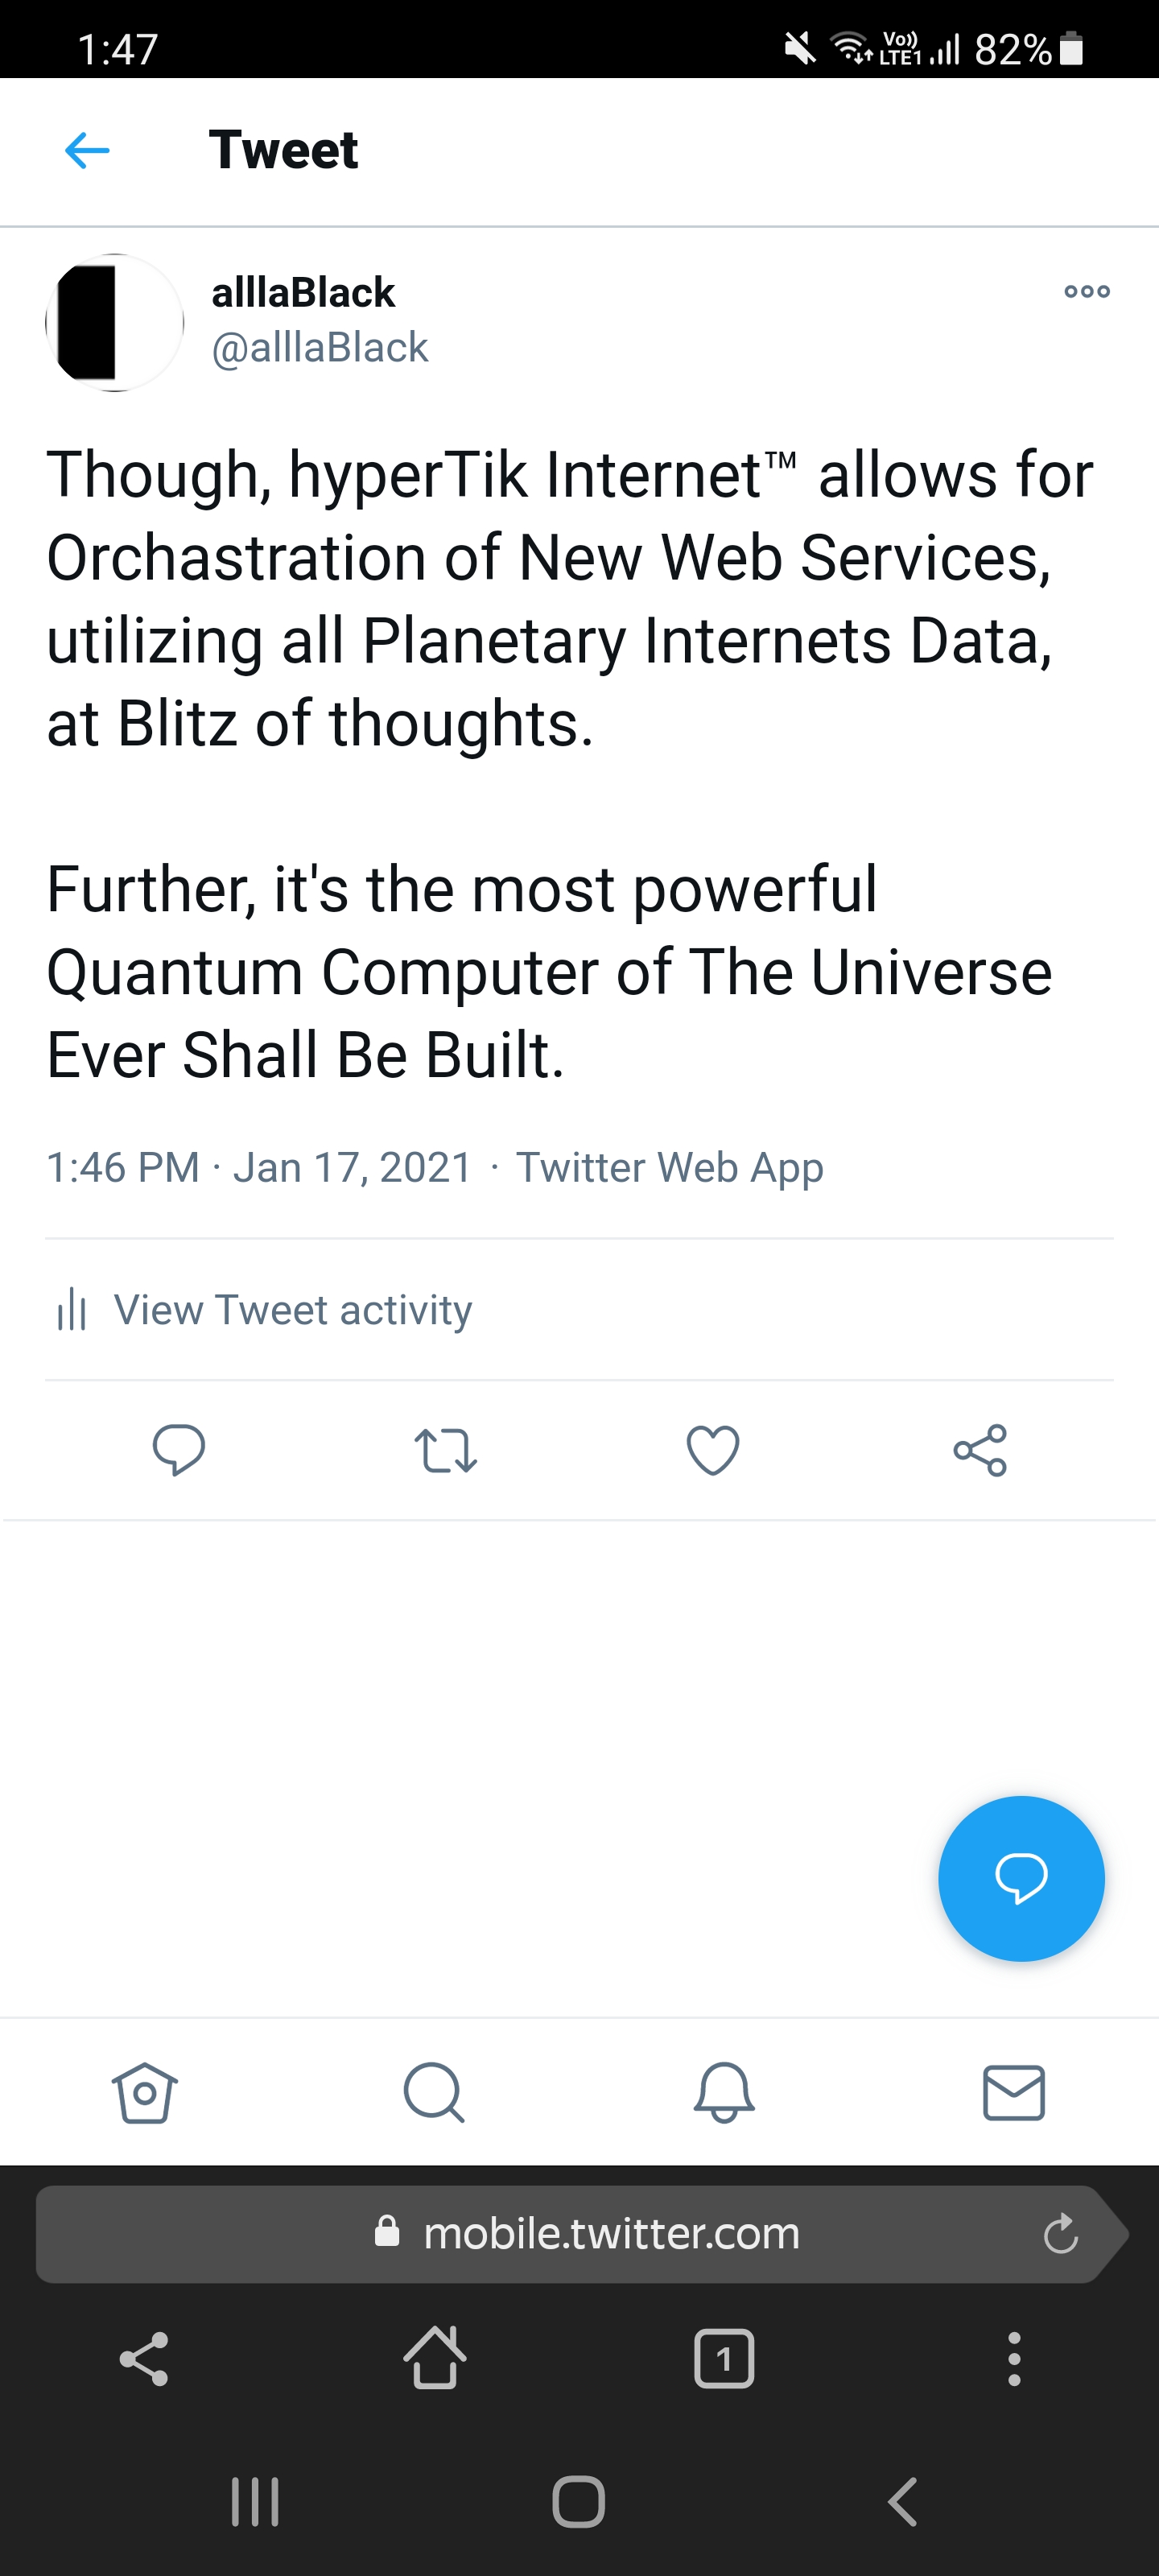 1:47
Vo)) LTE1 82%
Tweet
alllaBlack
@alllaBlack
Though, hyperTik Internet™ allows for
Orchastration of New Web Services,
utilizing all Planetary Internets Data,
at Blitz of thoughts.
Further, it's the most powerful
Quantum Computer of The Universe
Ever Shall Be Built.
1:46 PM · Jan 17, 2021 · Twitter Web App
View Tweet activity
mobile.twitter.com
1